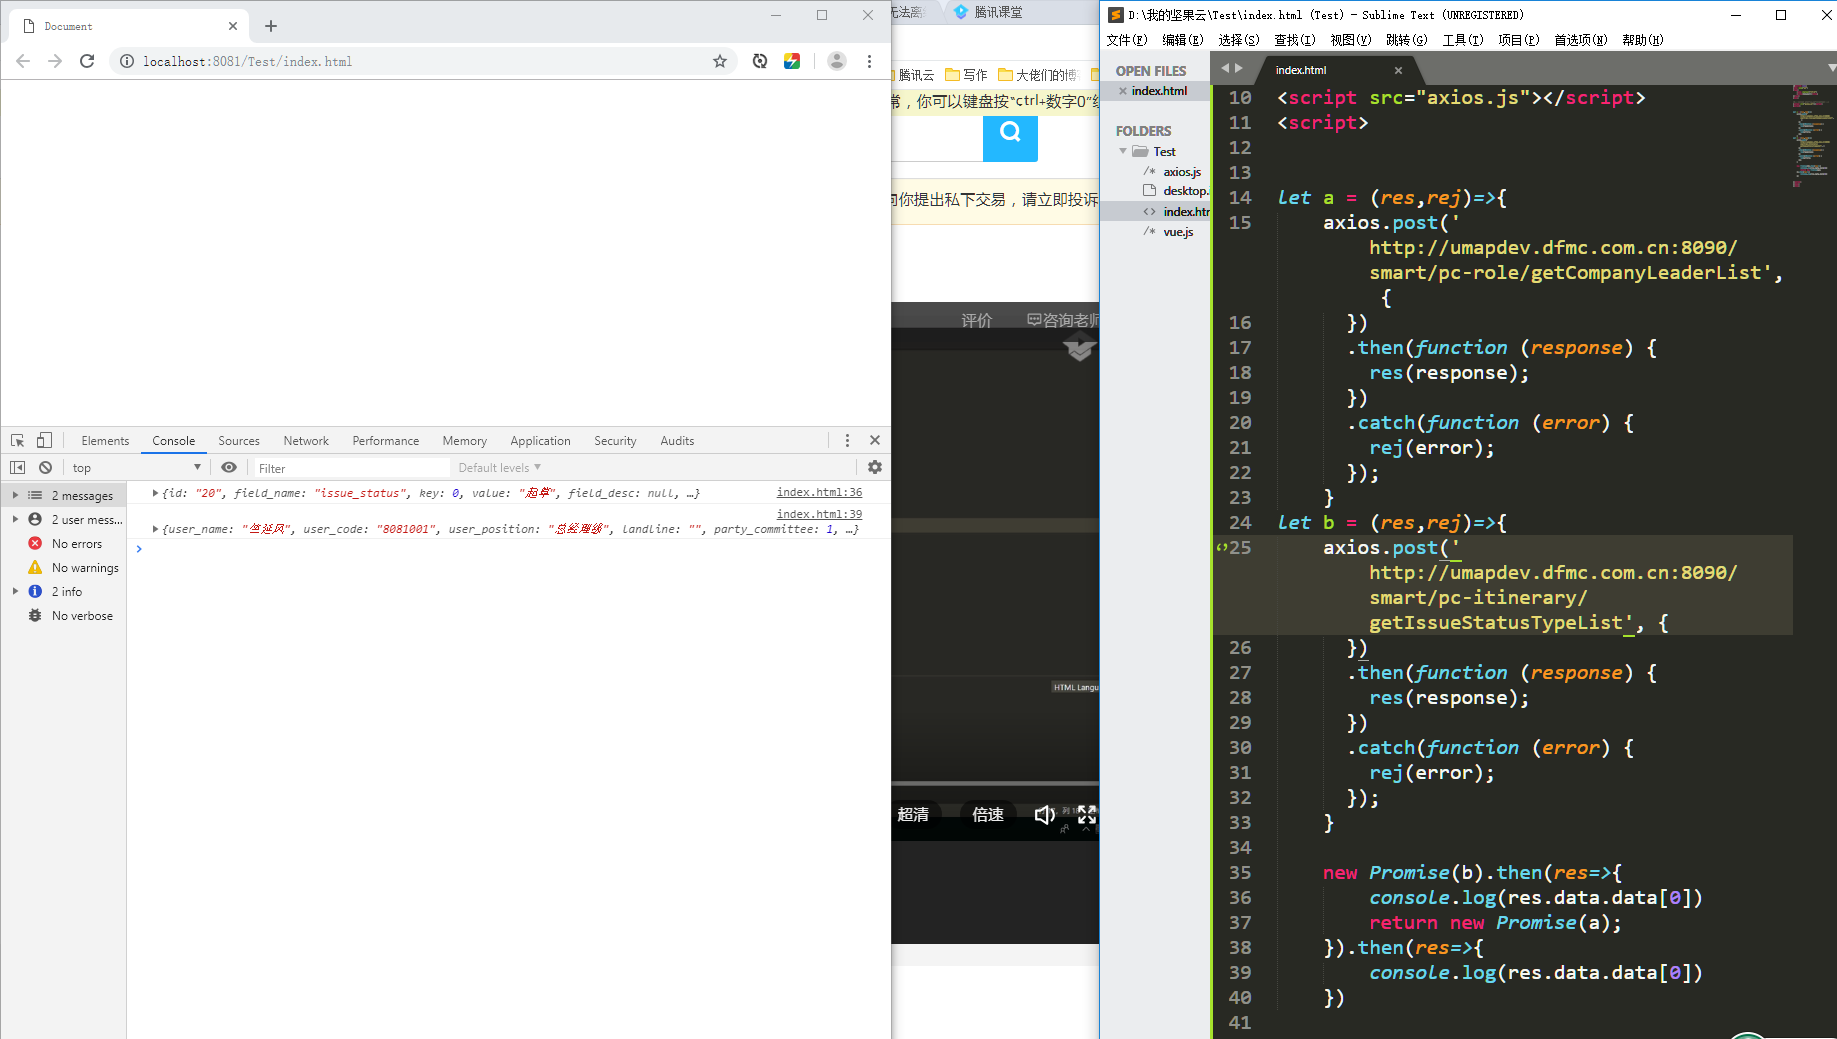 Document
localhost:8081/Test/index.html
Elements Console Sources Network Performance Memory Application Security Audits
top Filter Default levels
2 messages
2 user mess...
No errors
No warnings
2 info
No verbose
{id: "20", field_name: "issue_status", key: 0, value: "起草", field_desc: null, …}
index.html:36
index.html:39
{user_name: "竺延风", user_code: "8081001", user_position: "总经理级", landline: "", party_committee: 1, …}
腾讯课堂
腾讯云 写作 大佬们的博
常，你可以键盘按“ctrl+数字0”
你提出私下交易，请立即投诉
评价 咨询老师
HTML Langu
超清 倍速
D:\我的坚果云\Test\index.html (Test) - Sublime Text (UNREGISTERED)
文件(F) 编辑(E) 选择(S) 查找(I) 视图(V) 跳转(G) 工具(T) 项目(P) 首选项(N) 帮助(H)
OPEN FILES
index.html
FOLDERS
Test
axios.js
desktop.
index.htm
vue.js
index.html
10 <script src="axios.js"></script>
11 <script>
12
13
14 let a = (res,rej)=>{
15 axios.post('
http://umapdev.dfmc.com.cn:8090/
smart/pc-role/getCompanyLeaderList',
{
16 })
17 .then(function (response) {
18 res(response);
19 })
20 .catch(function (error) {
21 rej(error);
22 });
23 }
24 let b = (res,rej)=>{
25 axios.post('
http://umapdev.dfmc.com.cn:8090/
smart/pc-itinerary/
getIssueStatusTypeList', {
26 })
27 .then(function (response) {
28 res(response);
29 })
30 .catch(function (error) {
31 rej(error);
32 });
33 }
34
35 new Promise(b).then(res=>{
36 console.log(res.data.data[0])
37 return new Promise(a);
38 }).then(res=>{
39 console.log(res.data.data[0])
40 })
41